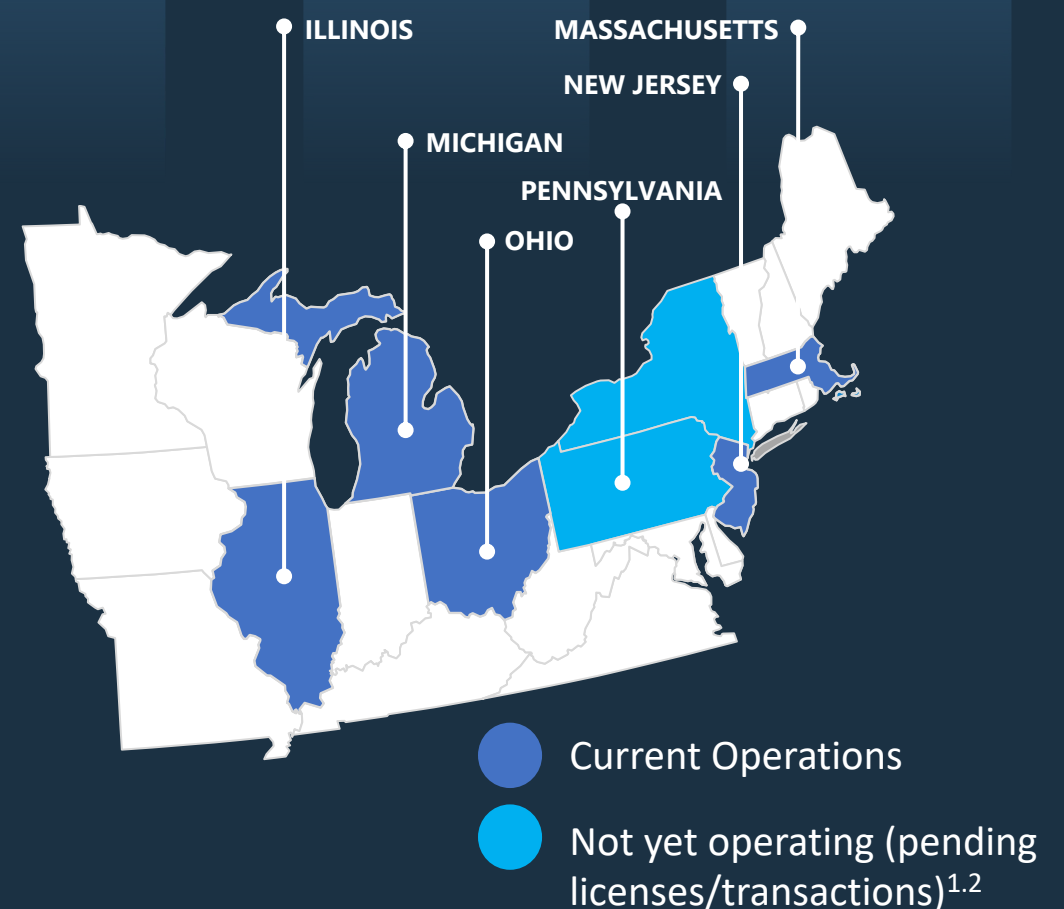 ILLINOIS
MASSACHUSETTS
NEW JERSEY
MICHIGAN
PENNSYLVANIA
OHIO
Current Operations
Not yet operating (pending
licenses/transactions)1.2